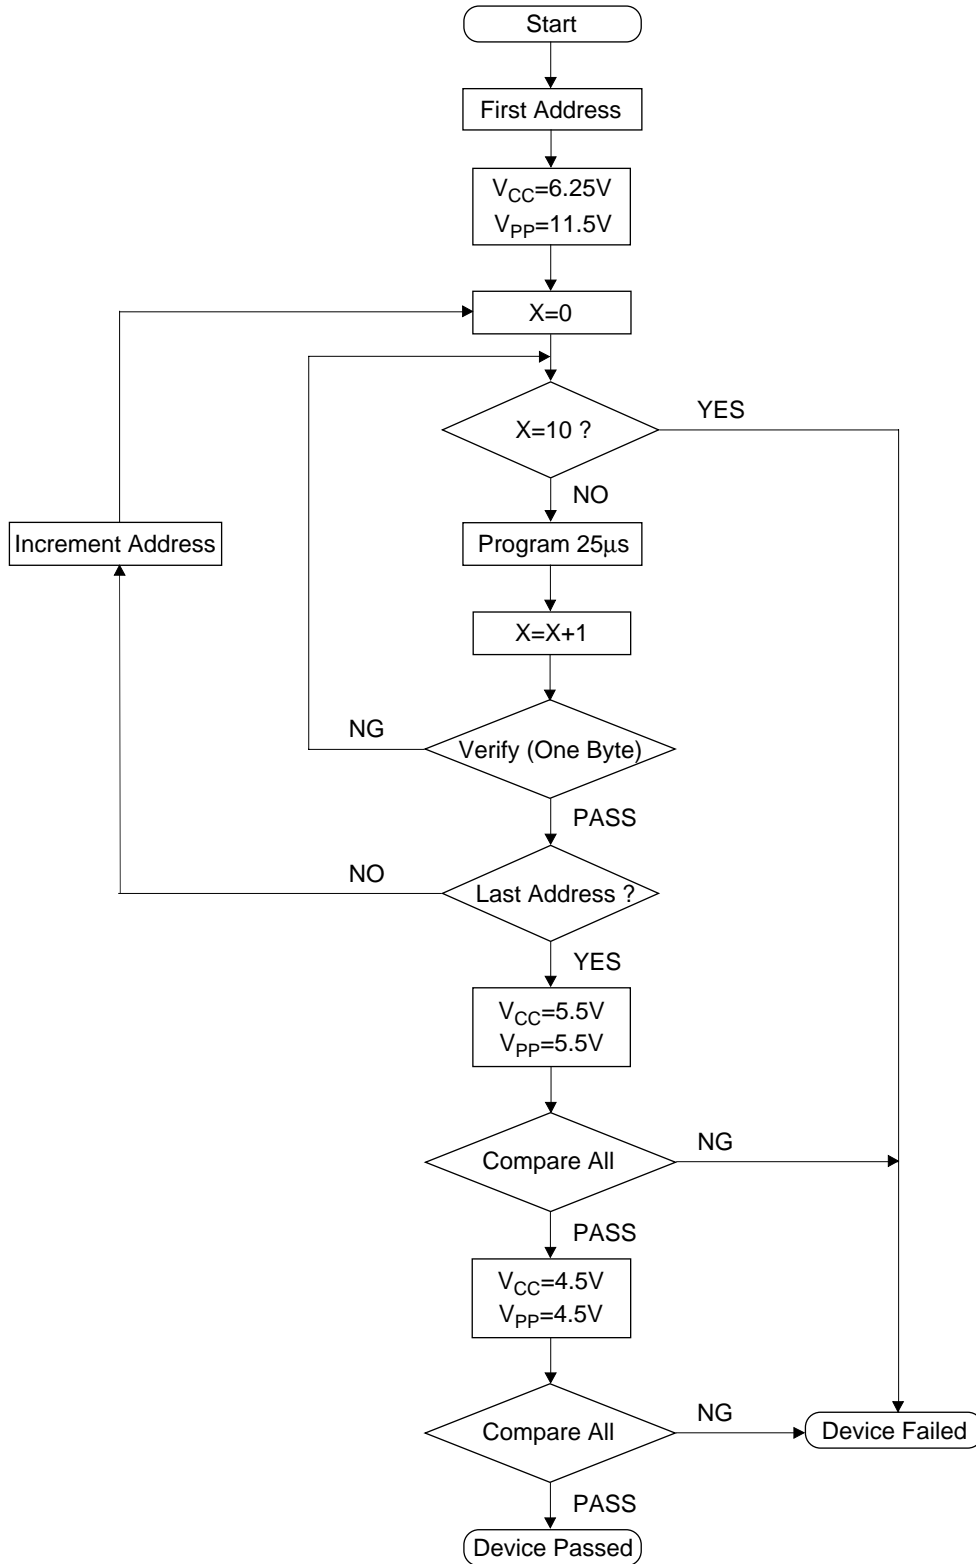 Start
First Address
VCC=6.25V
VPP=11.5V
X=0
X=10 ?
YES
NO
Increment Address
Program 25μs
X=X+1
NG
Verify (One Byte)
PASS
NO
Last Address ?
YES
VCC=5.5V
VPP=5.5V
Compare All
NG
PASS
VCC=4.5V
VPP=4.5V
Compare All
NG
Device Failed
PASS
Device Passed